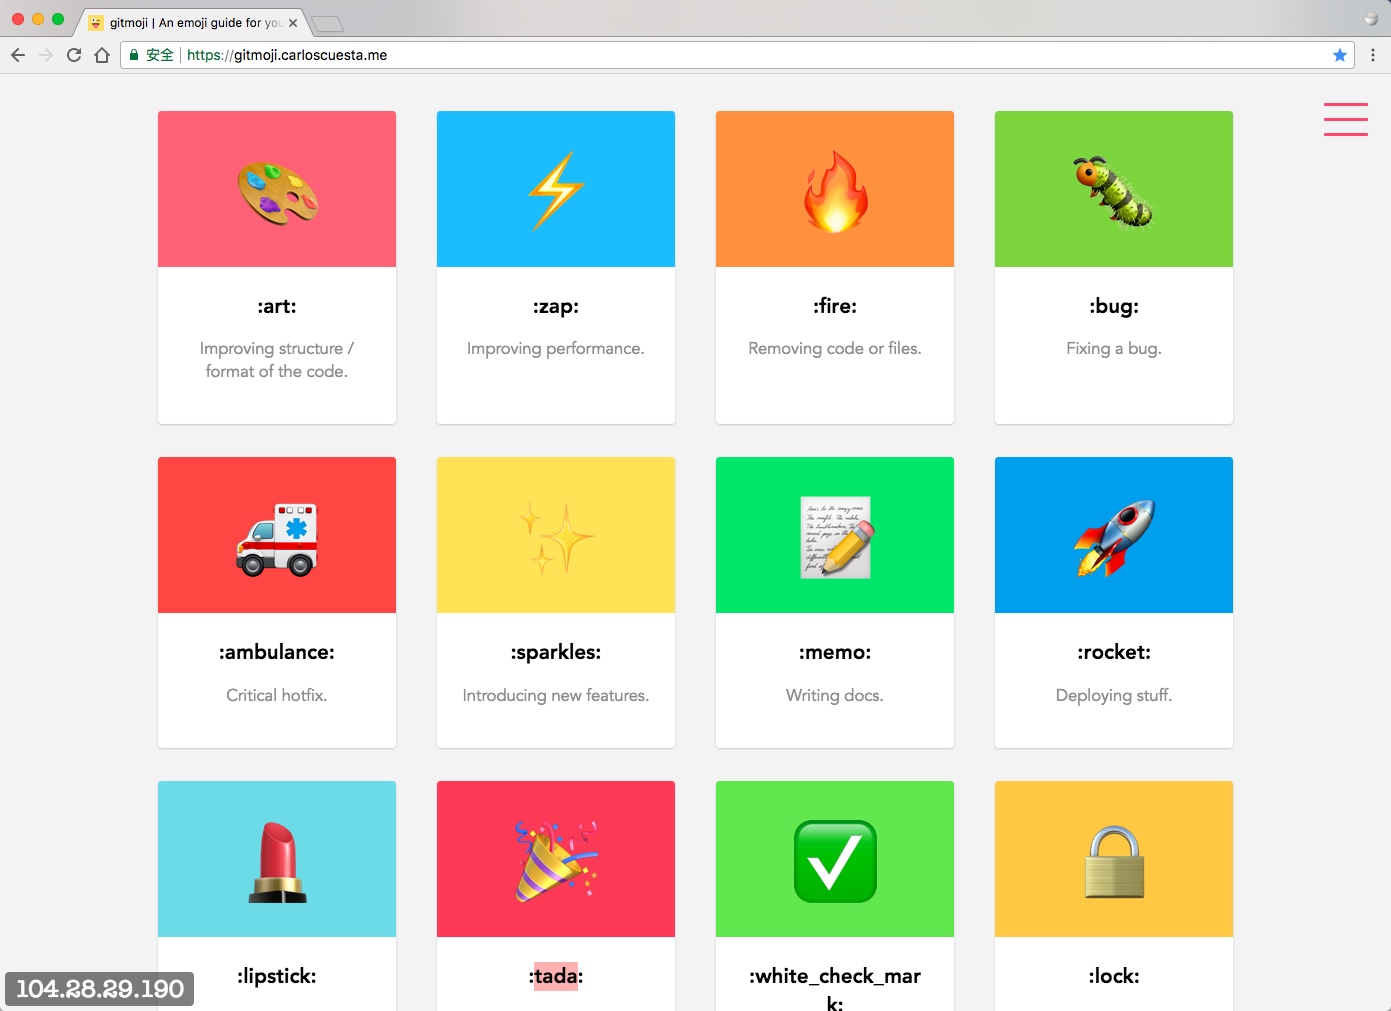 gitmoji | An emoji guide for you
安全 https://gitmoji.carloscuesta.me
:art:
Improving structure /
format of the code.
:zap:
Improving performance.
:fire:
Removing code or files.
:bug:
Fixing a bug.
:ambulance:
Critical hotfix.
:sparkles:
Introducing new features.
:memo:
Writing docs.
:rocket:
Deploying stuff.
:lipstick:
:tada:
:white_check_mar
k:
:lock:
104.28.29.190